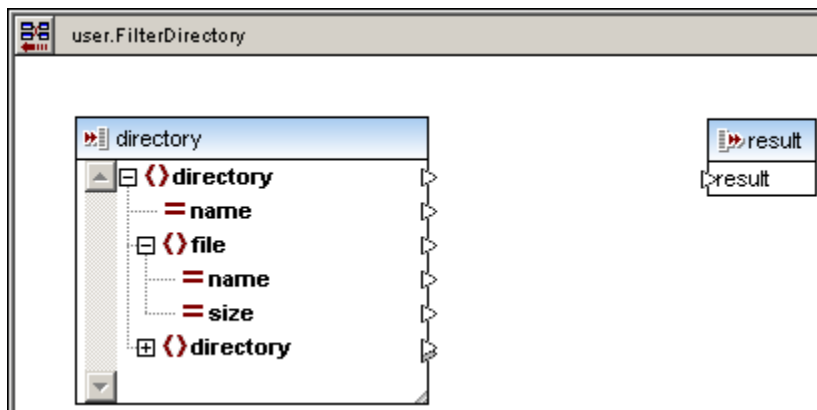 user.FilterDirectory
directory
directory
name
file
name
size
directory
result
result